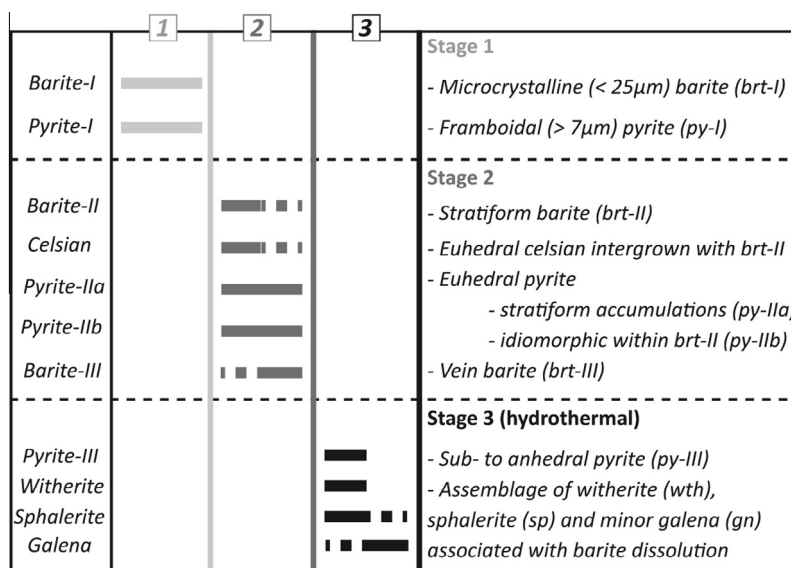 1 2 3
Stage 1
Barite-I
- Microcrystalline (< 25µm) barite (brt-I)
Pyrite-I
- Framboidal (> 7µm) pyrite (py-I)
Stage 2
Barite-II
- Stratiform barite (brt-II)
Celsian
- Euhedral celsian intergrown with brt-II
- Euhedral pyrite
Pyrite-IIa
- stratiform accumulations (py-IIa)
Pyrite-IIb
- idiomorphic within brt-II (py-IIb)
Barite-III
- Vein barite (brt-III)
Stage 3 (hydrothermal)
Pyrite-III
- Sub- to anhedral pyrite (py-III)
Witherite
- Assemblage of witherite (wth),
Sphalerite
sphalerite (sp) and minor galena (gn)
Galena
associated with barite dissolution